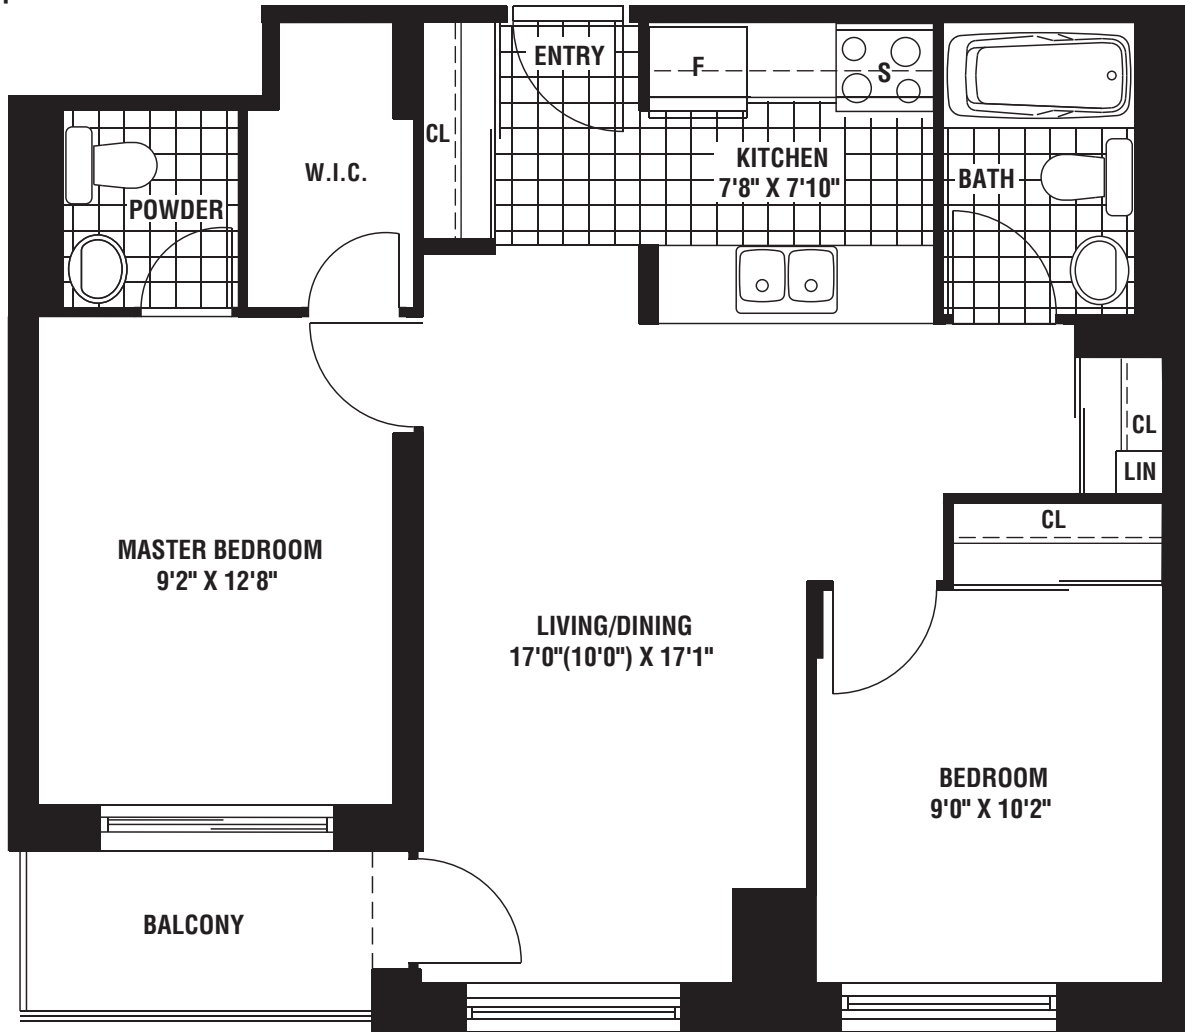 ENTRY
F
S
CL
KITCHEN
7'8" X 7'10"
W.I.C.
BATH
POWDER
CL
LIN
CL
MASTER BEDROOM
9'2" X 12'8"
LIVING/DINING
17'0"(10'0") X 17'1"
BEDROOM
9'0" X 10'2"
BALCONY